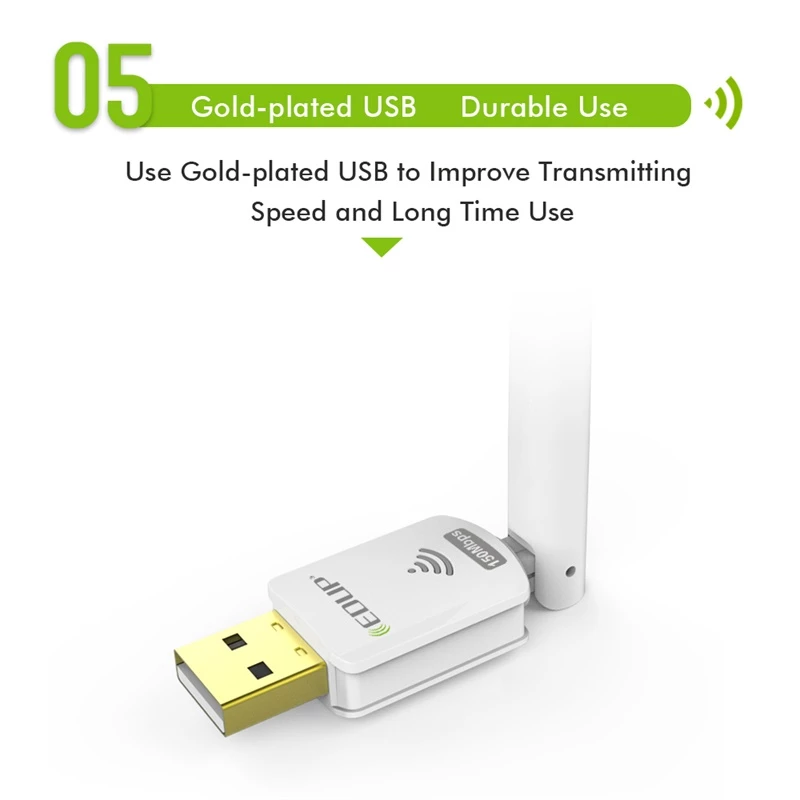 05
Gold-plated USB Durable Use
Use Gold-plated USB to Improve Transmitting
Speed and Long Time Use
150Mbps
EDUP